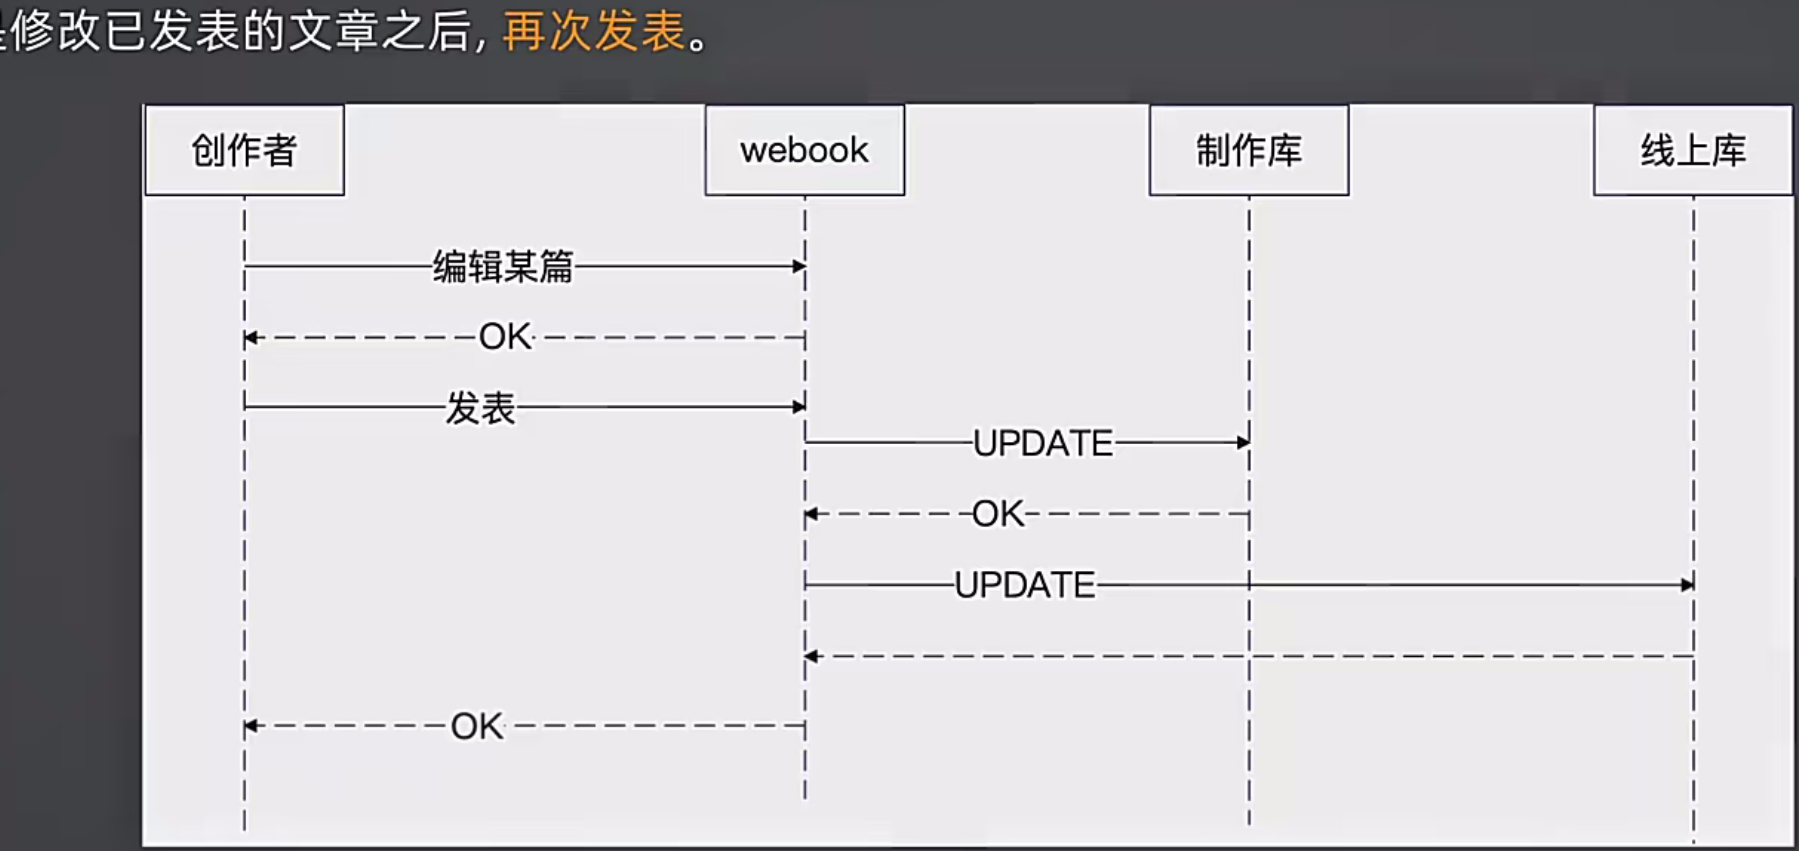 是修改已发表的文章之后，再次发表。
创作者 webook 制作库 线上库
编辑某篇
OK
发表
UPDATE
OK
UPDATE
OK